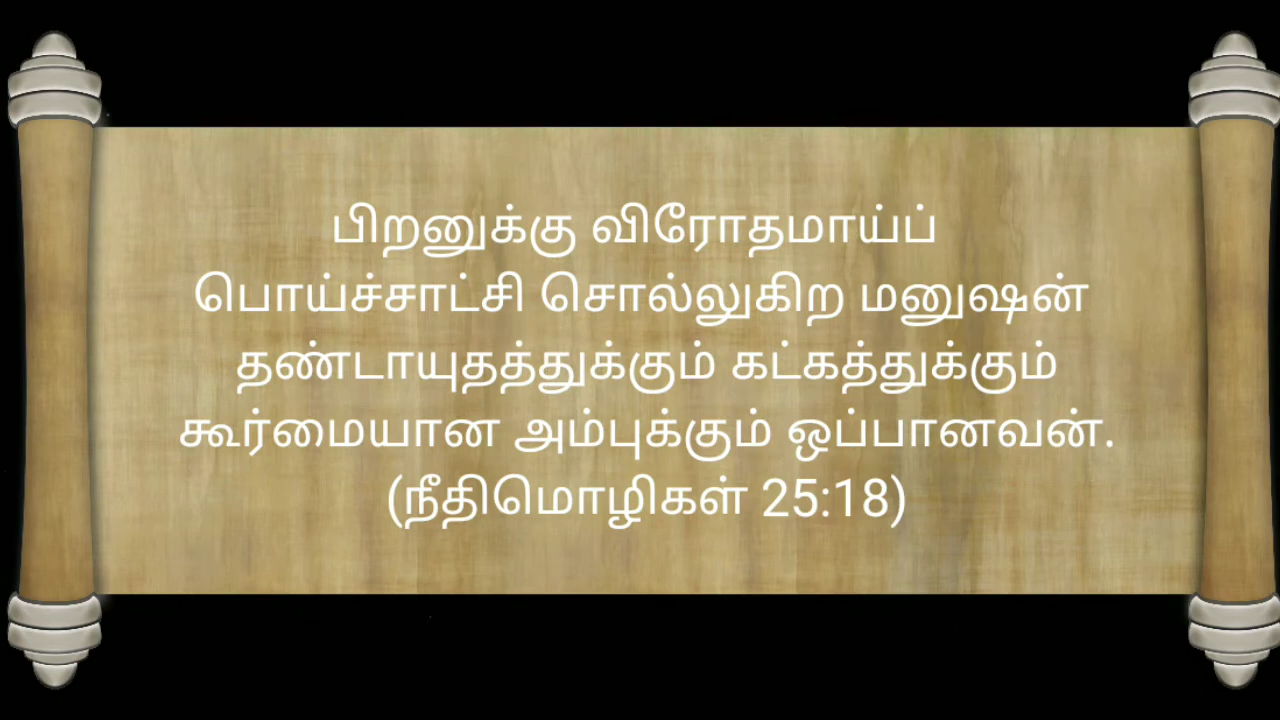 பிறனுக்கு விரோதமாய்ப்
பொய்ச்சாட்சி சொல்லுகிற மனுஷன்
தண்டாயுதத்துக்கும் கட்கத்துக்கும்
கூர்மையான அம்புக்கும் ஒப்பானவன்.
(நீதிமொழிகள் 25:18)